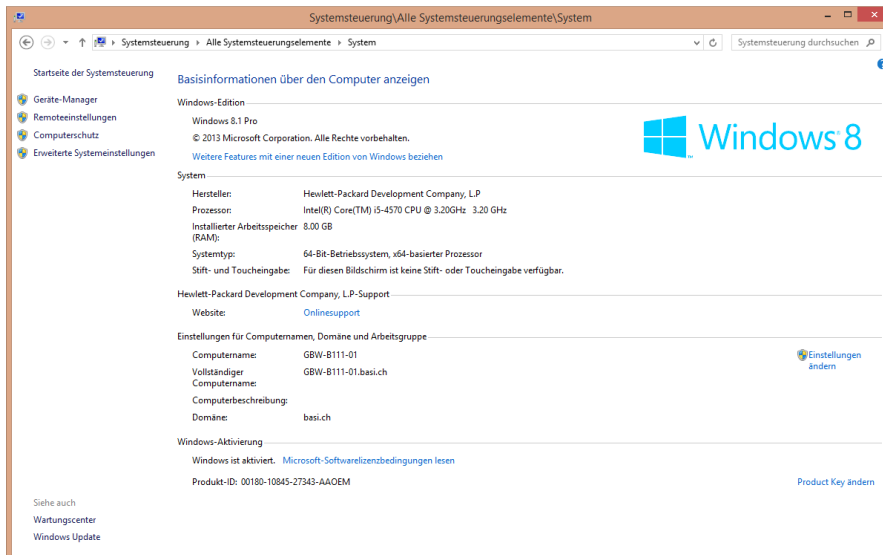 Systemsteuerung\Alle Systemsteuerungselemente\System
Systemsteuerung Alle Systemsteuerungselemente System
Systemsteuerung durchsuchen
Startseite der Systemsteuerung
Geräte-Manager
Remoteeinstellungen
Computerschutz
Erweiterte Systemeinstellungen
Basisinformationen über den Computer anzeigen
Windows-Edition
Windows 8.1 Pro
© 2013 Microsoft Corporation. Alle Rechte vorbehalten.
Weitere Features mit einer neuen Edition von Windows beziehen
Windows 8
System
Hersteller: Hewlett-Packard Development Company, L.P
Prozessor: Intel(R) Core(TM) i5-4570 CPU @ 3.20GHz 3.20 GHz
Installierter Arbeitsspeicher 8.00 GB
(RAM):
Systemtyp: 64-Bit-Betriebssystem, x64-basierter Prozessor
Stift- und Toucheingabe: Für diesen Bildschirm ist keine Stift- oder Toucheingabe verfügbar.
Hewlett-Packard Development Company, L.P-Support
Website: Onlinesupport
Einstellungen für Computernamen, Domäne und Arbeitsgruppe
Computername: GBW-B111-01
Einstellungen
ändern
Vollständiger GBW-B111-01.basi.ch
Computername:
Computerbeschreibung:
Domäne: basi.ch
Windows-Aktivierung
Windows ist aktiviert. Microsoft-Softwarelizenzbedingungen lesen
Produkt-ID: 00180-10845-27343-AAOEM
Product Key ändern
Siehe auch
Wartungscenter
Windows Update